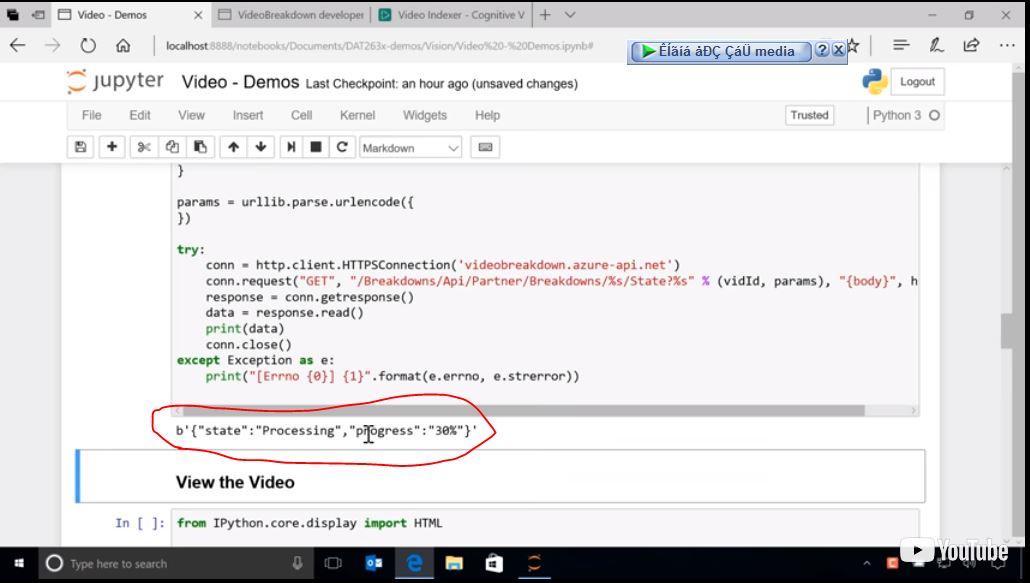 Video - Demos
VideoBreakdown developer
Video Indexer - Cognitive V
localhost:8888/notebooks/Documents/DAT263x-demos/Vision/Video%20-%20Demos.ipynb#
Êíãíá åÐÇ ÇáÜ media
?
jupyter Video - Demos Last Checkpoint: an hour ago (unsaved changes)
Logout
File Edit View Insert Cell Kernel Widgets Help
Trusted
Python 3
Markdown
}
params = urllib.parse.urlencode({
})
try:
conn = http.client.HTTPSConnection('videobreakdown.azure-api.net')
conn.request("GET", "/Breakdowns/Api/Partner/Breakdowns/%s/State?%s" % (vidId, params), "{body}", h
response = conn.getresponse()
data = response.read()
print(data)
conn.close()
except Exception as e:
print("[Errno {0}] {1}".format(e.errno, e.strerror))
b'{"state":"Processing","progress":"30%"}'
View the Video
In [ ]: from IPython.core.display import HTML
YouTube
Type here to search